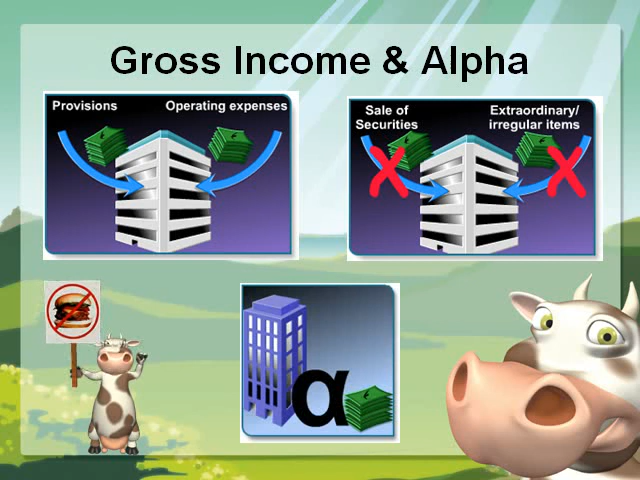 Gross Income & Alpha
Provisions
Operating expenses
Sale of
Securities
Extraordinary/
irregular items
α